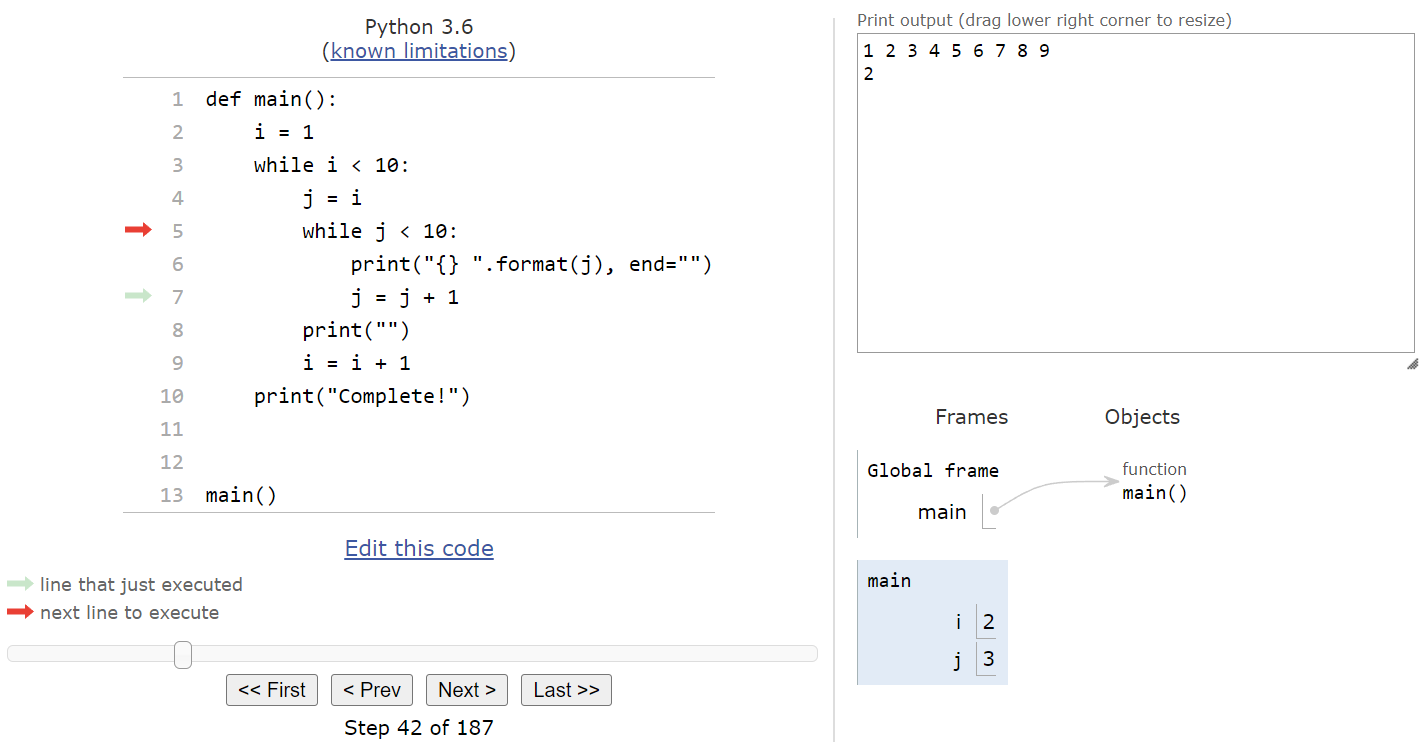 Python 3.6
(known limitations)
1 def main():
2     i = 1
3     while i < 10:
4         j = i
5         while j < 10:
6             print("{} ".format(j), end="")
7             j = j + 1
8         print("")
9         i = i + 1
10     print("Complete!")
11
12
13 main()
Edit this code
line that just executed
next line to execute
<< First < Prev Next > Last >>
Step 42 of 187
Print output (drag lower right corner to resize)
1 2 3 4 5 6 7 8 9
2
Frames Objects
Global frame
main
function
main()
main
i 2
j 3